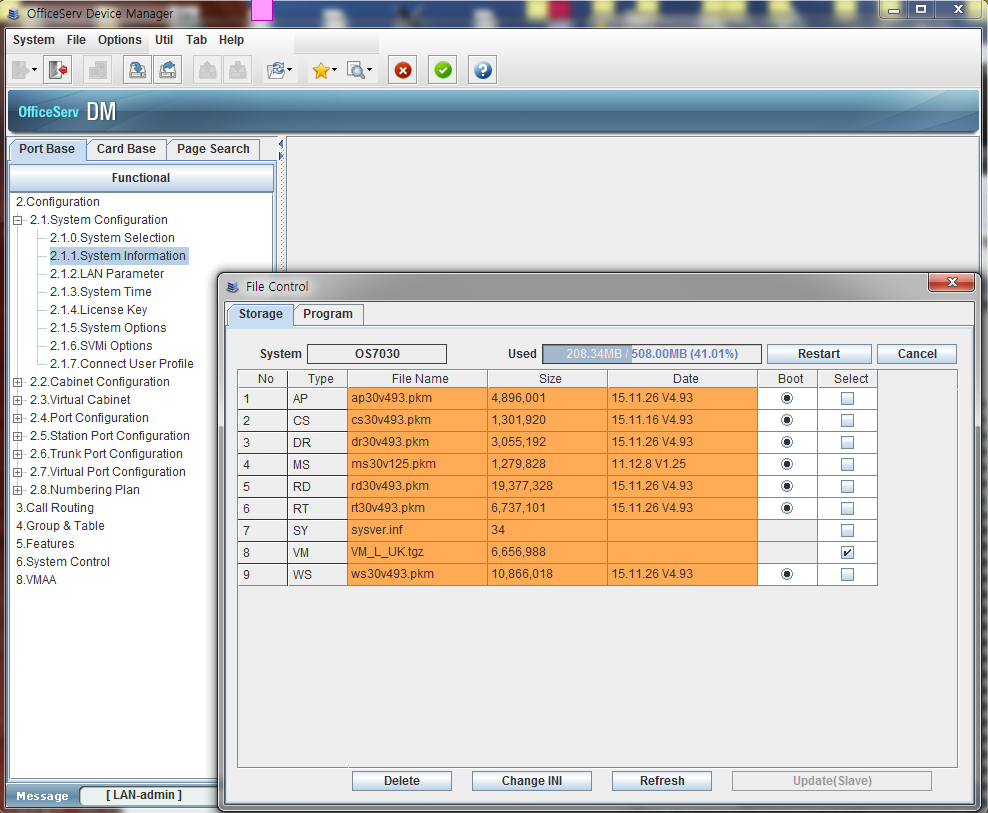 OfficeServ Device Manager
System File Options Util Tab Help
OfficeServ DM
Port Base Card Base Page Search
Functional
2.Configuration
2.1.System Configuration
2.1.0.System Selection
2.1.1.System Information
2.1.2.LAN Parameter
2.1.3.System Time
2.1.4.License Key
2.1.5.System Options
2.1.6.SVMi Options
2.1.7.Connect User Profile
2.2.Cabinet Configuration
2.3.Virtual Cabinet
2.4.Port Configuration
2.5.Station Port Configuration
2.6.Trunk Port Configuration
2.7.Virtual Port Configuration
2.8.Numbering Plan
3.Call Routing
4.Group & Table
5.Features
6.System Control
8.VMAA
Message [ LAN-admin ]
File Control
Storage Program
System OS7030 Used 208.34MB / 508.00MB (41.01%) Restart Cancel
No Type File Name Size Date Boot Select
1 AP ap30v493.pkm 4,896,001 15.11.26 V4.93
2 CS cs30v493.pkm 1,301,920 15.11.16 V4.93
3 DR dr30v493.pkm 3,055,192 15.11.26 V4.93
4 MS ms30v125.pkm 1,279,828 11.12.8 V1.25
5 RD rd30v493.pkm 19,377,328 15.11.26 V4.93
6 RT rt30v493.pkm 6,737,101 15.11.26 V4.93
7 SY sysver.inf 34
8 VM VM_L_UK.tgz 6,656,988
9 WS ws30v493.pkm 10,866,018 15.11.26 V4.93
Delete Change INI Refresh Update(Slave)